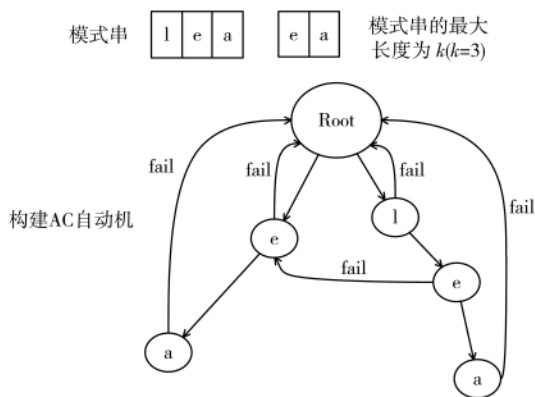 模式串 l e a e a 模式串的最大
长度为 k(k=3)
Root
fail fail fail
fail
构建AC自动机
l
e
fail
e
a
a